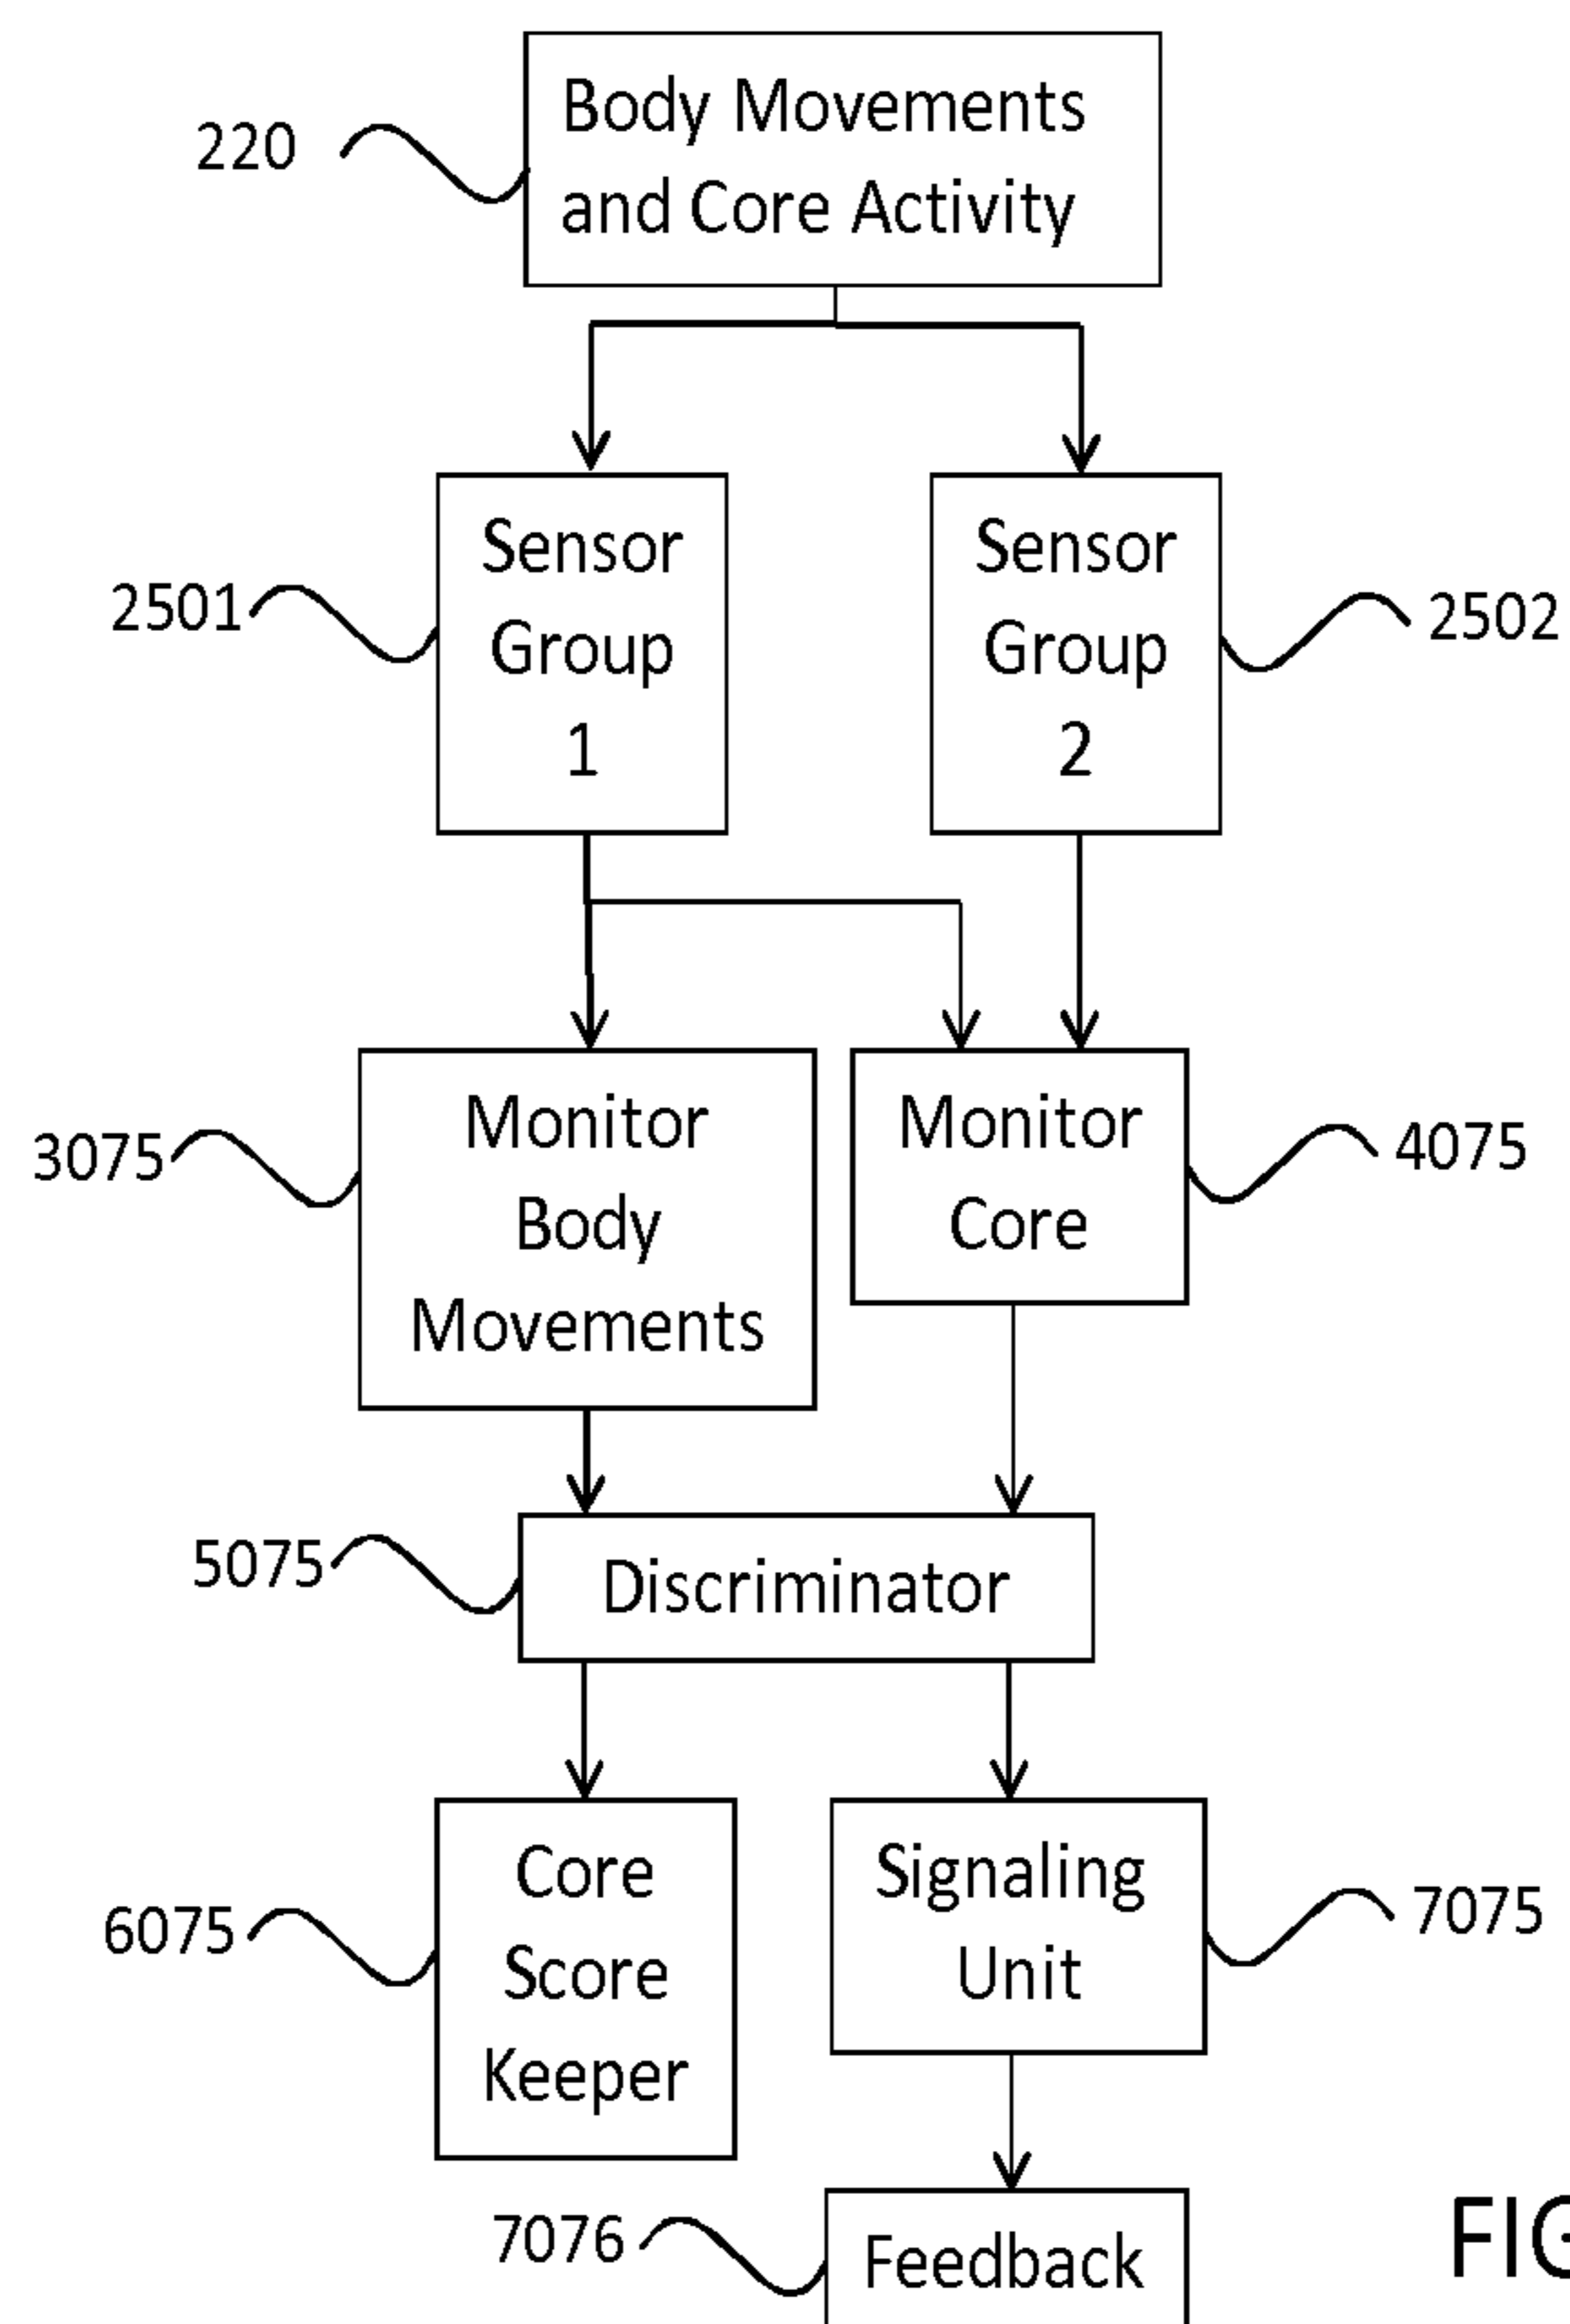 Body Movements
and Core Activity
220
Sensor
Group
1
2501
Sensor
Group
2
2502
Monitor
Body
Movements
3075
Monitor
Core
4075
Discriminator
5075
Core
Score
Keeper
6075
Signaling
Unit
7075
Feedback
7076